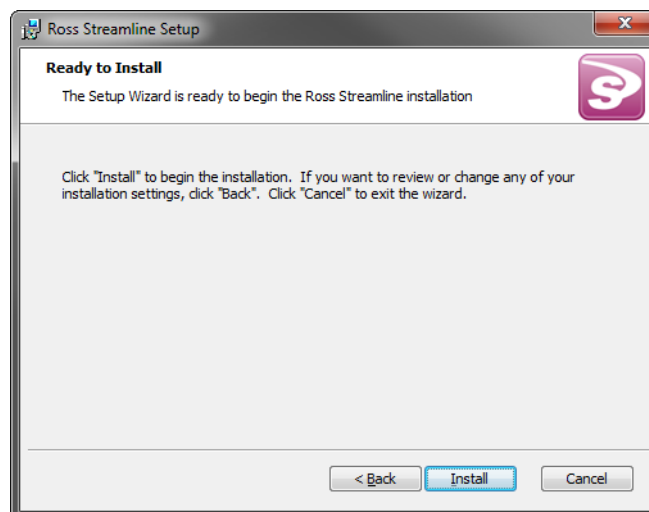 Ross Streamline Setup
Ready to Install
The Setup Wizard is ready to begin the Ross Streamline installation
Click "Install" to begin the installation.  If you want to review or change any of your
installation settings, click "Back".  Click "Cancel" to exit the wizard.
< Back Install Cancel